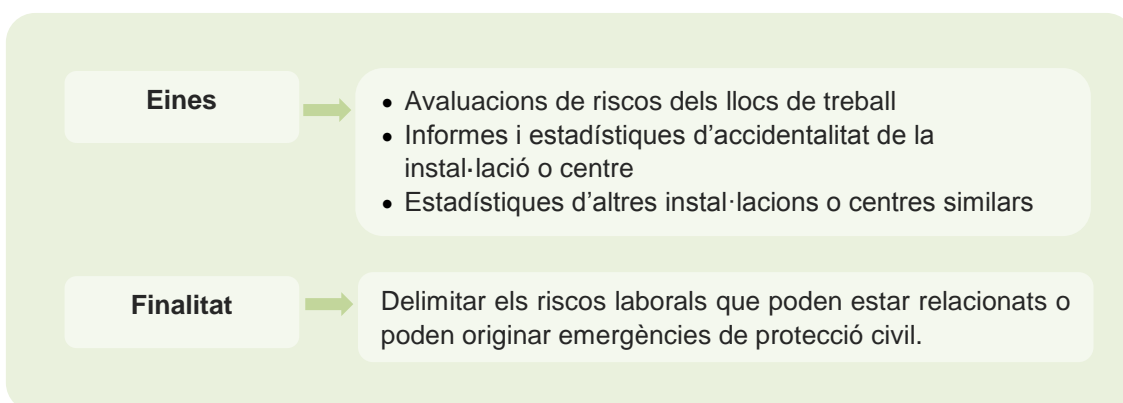 Eines
• Avaluacions de riscos dels llocs de treball
• Informes i estadístiques d'accidentalitat de la
instal·lació o centre
• Estadístiques d'altres instal·lacions o centres similars
Finalitat
Delimitar els riscos laborals que poden estar relacionats o
poden originar emergències de protecció civil.